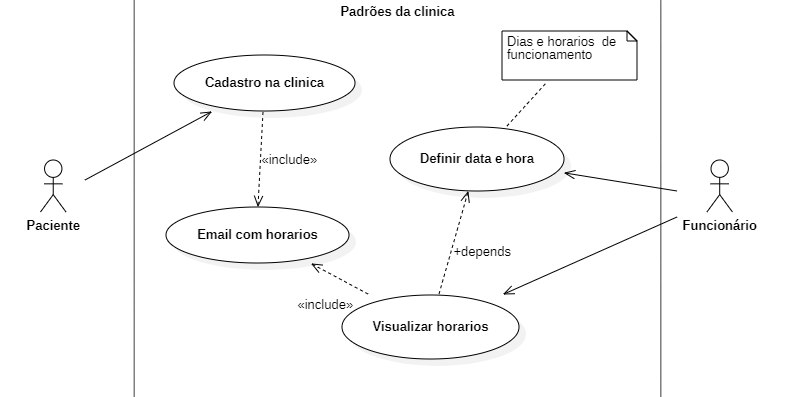 Padrões da clinica
Dias e horarios  de
funcionamento
Cadastro na clinica
«include»
Definir data e hora
Paciente
Funcionário
Email com horarios
+depends
«include»
Visualizar horarios